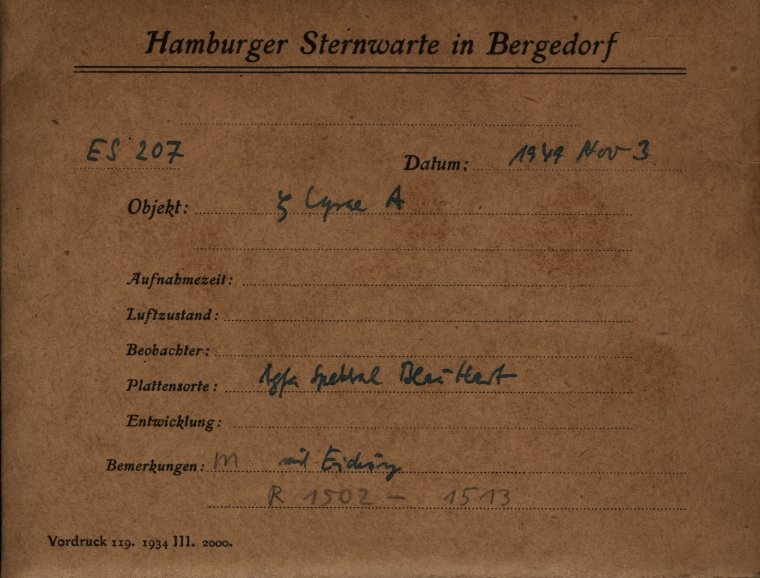 Hamburger Sternwarte in Bergedorf
ES 207 Datum: 1949 Nov 3
Objekt: ζ Lyrae A
Aufnahmezeit:
Luftzustand:
Beobachter:
Plattensorte: Agfa Spektral Blau Hart
Entwicklung:
Bemerkungen: M mit Eichung
R 1502 - 1513
Vordruck 119. 1934 III. 2000.